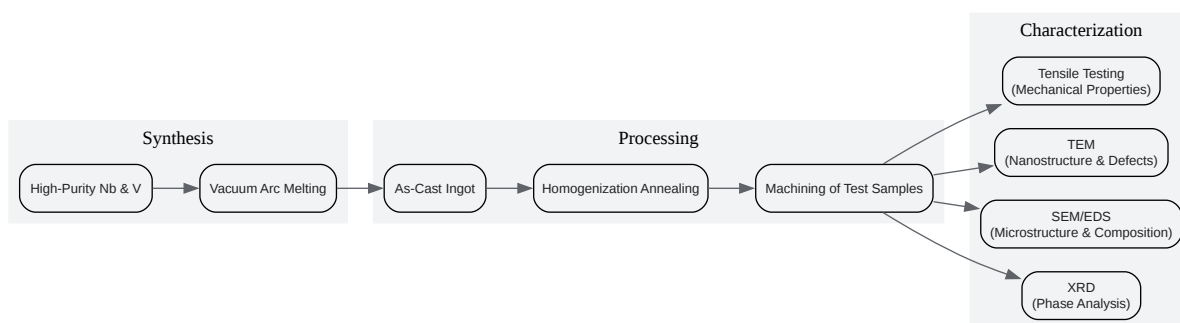 Synthesis
High-Purity Nb & V
Vacuum Arc Melting
Processing
As-Cast Ingot
Homogenization Annealing
Machining of Test Samples
Characterization
Tensile Testing
(Mechanical Properties)
TEM
(Nanostructure & Defects)
SEM/EDS
(Microstructure & Composition)
XRD
(Phase Analysis)